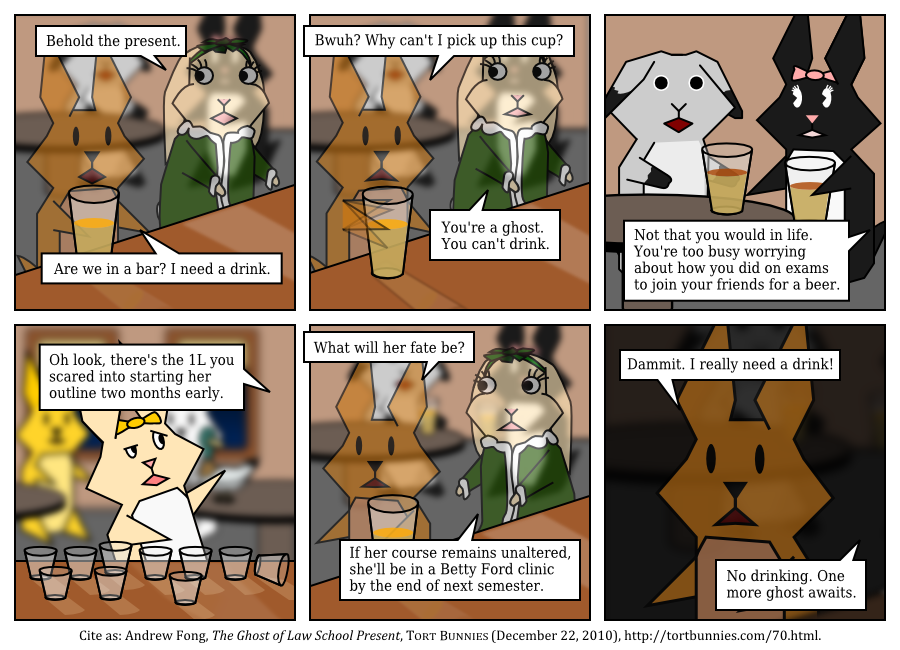 Behold the present.
Are we in a bar? I need a drink.
Bwuh? Why can't I pick up this cup?
You're a ghost.
You can't drink.
Not that you would in life.
You're too busy worrying
about how you did on exams
to join your friends for a beer.
Oh look, there's the 1L you
scared into starting her
outline two months early.
What will her fate be?
If her course remains unaltered,
she'll be in a Betty Ford clinic
by the end of next semester.
Dammit. I really need a drink!
No drinking. One
more ghost awaits.
Cite as: Andrew Fong, The Ghost of Law School Present, TORT BUNNIES (December 22, 2010), http://tortbunnies.com/70.html.